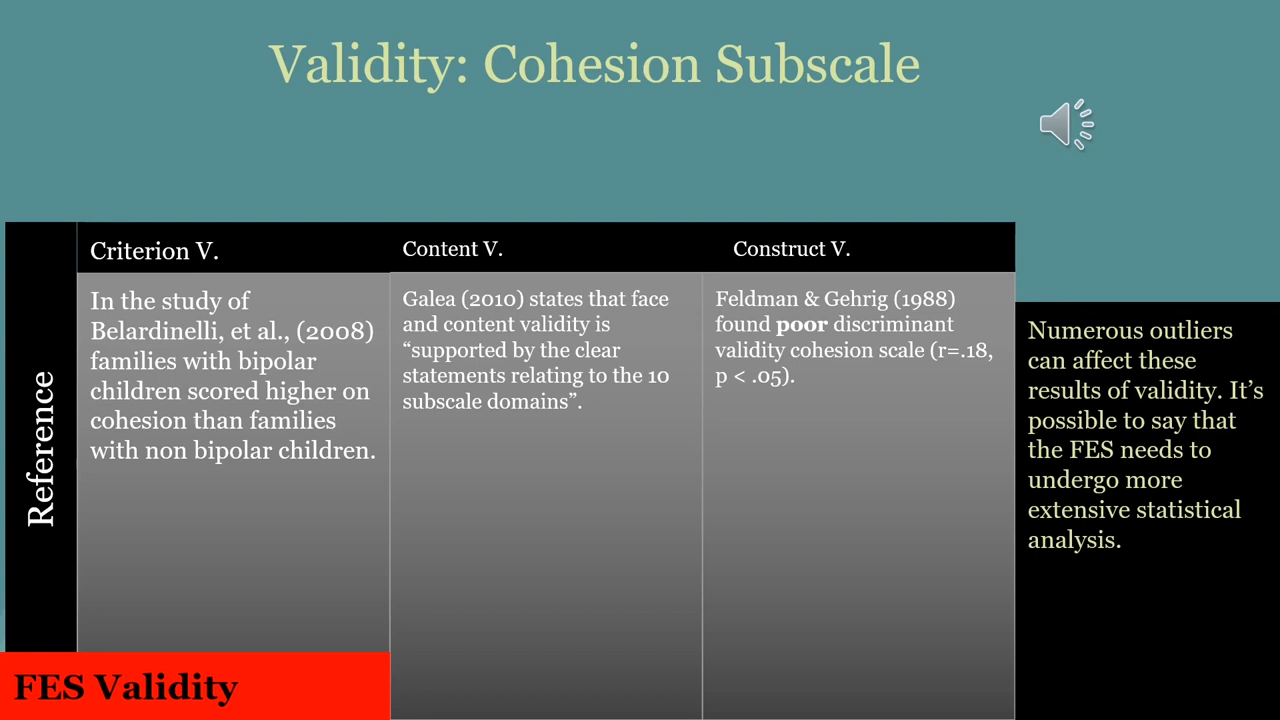 Validity: Cohesion Subscale
Reference
Criterion V.
In the study of
Belardinelli, et al., (2008)
families with bipolar
children scored higher on
cohesion than families
with non bipolar children.
Content V.
Galea (2010) states that face
and content validity is
“supported by the clear
statements relating to the 10
subscale domains”.
Construct V.
Feldman & Gehrig (1988)
found poor discriminant
validity cohesion scale (r=.18,
p < .05).
Numerous outliers
can affect these
results of validity. It’s
possible to say that
the FES needs to
undergo more
extensive statistical
analysis.
FES Validity